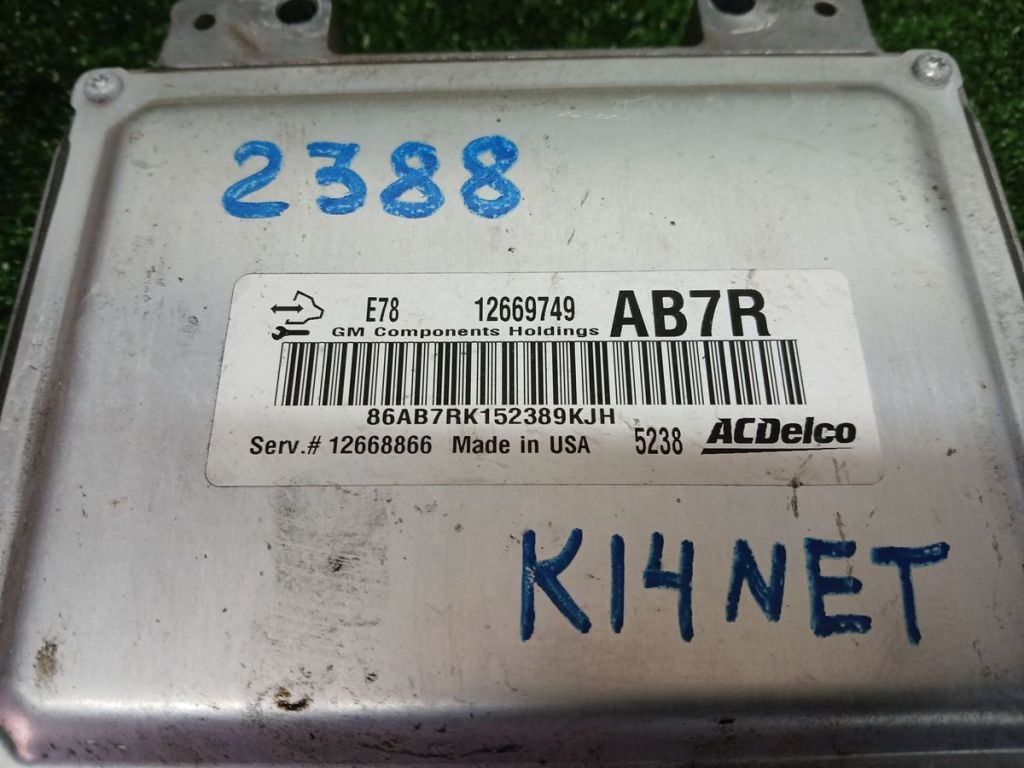 2388
E78 12669749 AB7R
GM Components Holdings
86AB7RK152389KJH
Serv.# 12668866 Made in USA 5238 ACDelco
K14NET